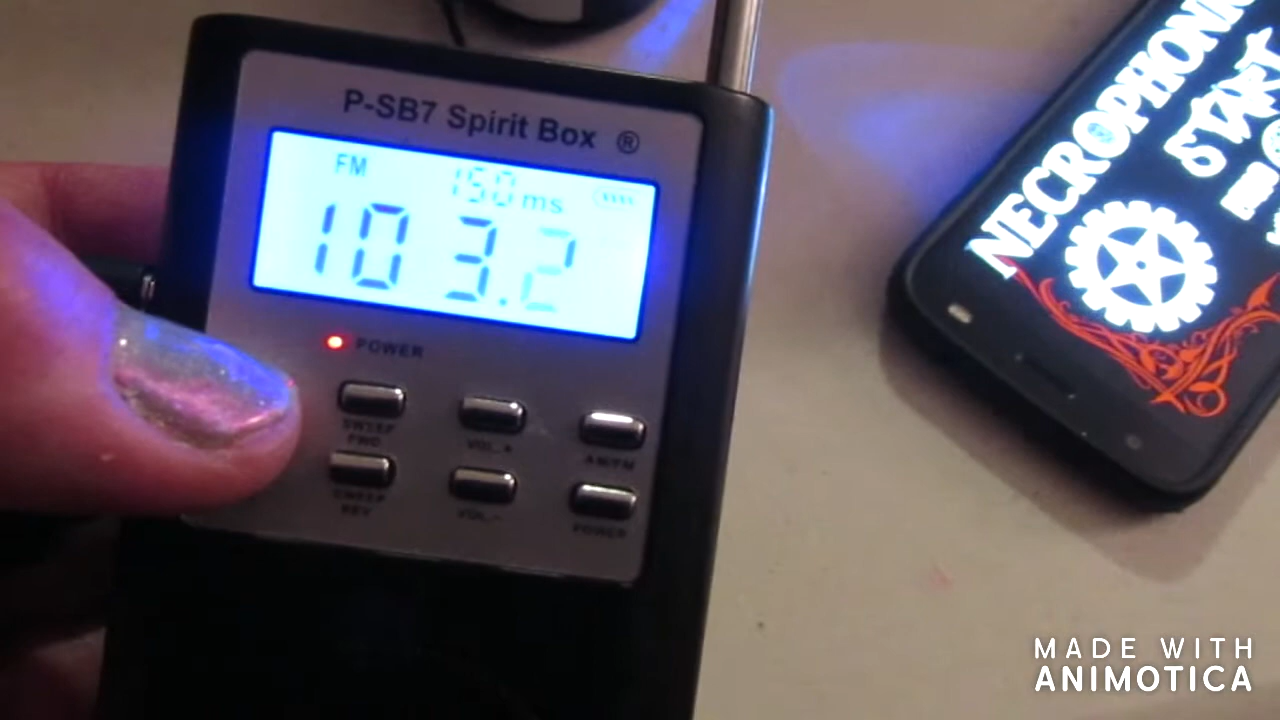 P-SB7 Spirit Box ®
FM 150 ms
103.2
POWER
SWEEP FWD
VOL +
AM/FM
SWEEP REV
VOL -
POWER
NECROPHONIC
START
MADE WITH
ANIMOTICA